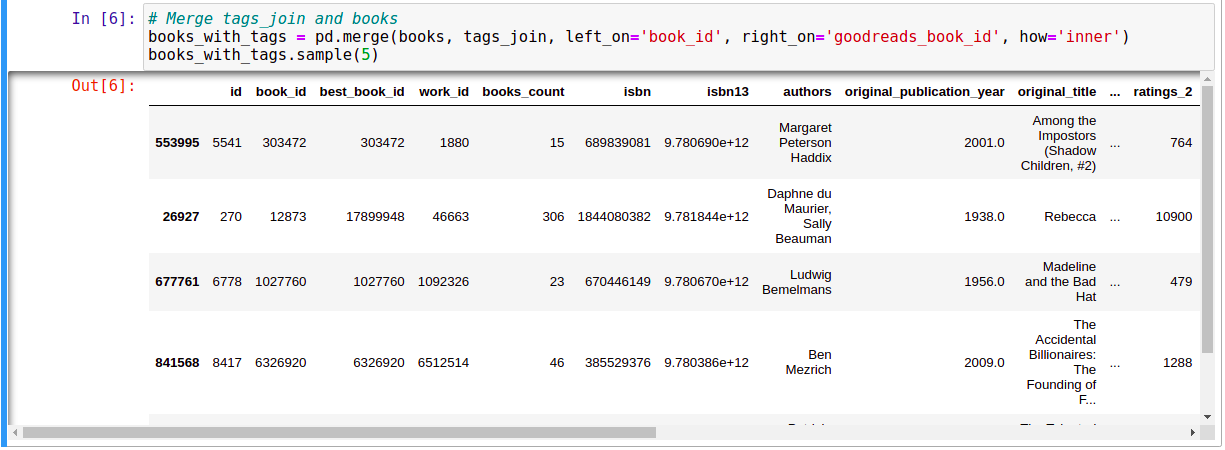 In [6]: # Merge tags_join and books
books_with_tags = pd.merge(books, tags_join, left_on='book_id', right_on='goodreads_book_id', how='inner')
books_with_tags.sample(5)
Out[6]:
id book_id best_book_id work_id books_count isbn isbn13 authors original_publication_year original_title ... ratings_2
553995 5541 303472 303472 1880 15 689839081 9.780690e+12 Margaret Peterson Haddix 2001.0 Among the Impostors (Shadow Children, #2) ... 764
26927 270 12873 17899948 46663 306 1844080382 9.781844e+12 Daphne du Maurier, Sally Beauman 1938.0 Rebecca ... 10900
677761 6778 1027760 1027760 1092326 23 670446149 9.780670e+12 Ludwig Bemelmans 1956.0 Madeline and the Bad Hat ... 479
841568 8417 6326920 6326920 6512514 46 385529376 9.780386e+12 Ben Mezrich 2009.0 The Accidental Billionaires: The Founding of F... ... 1288